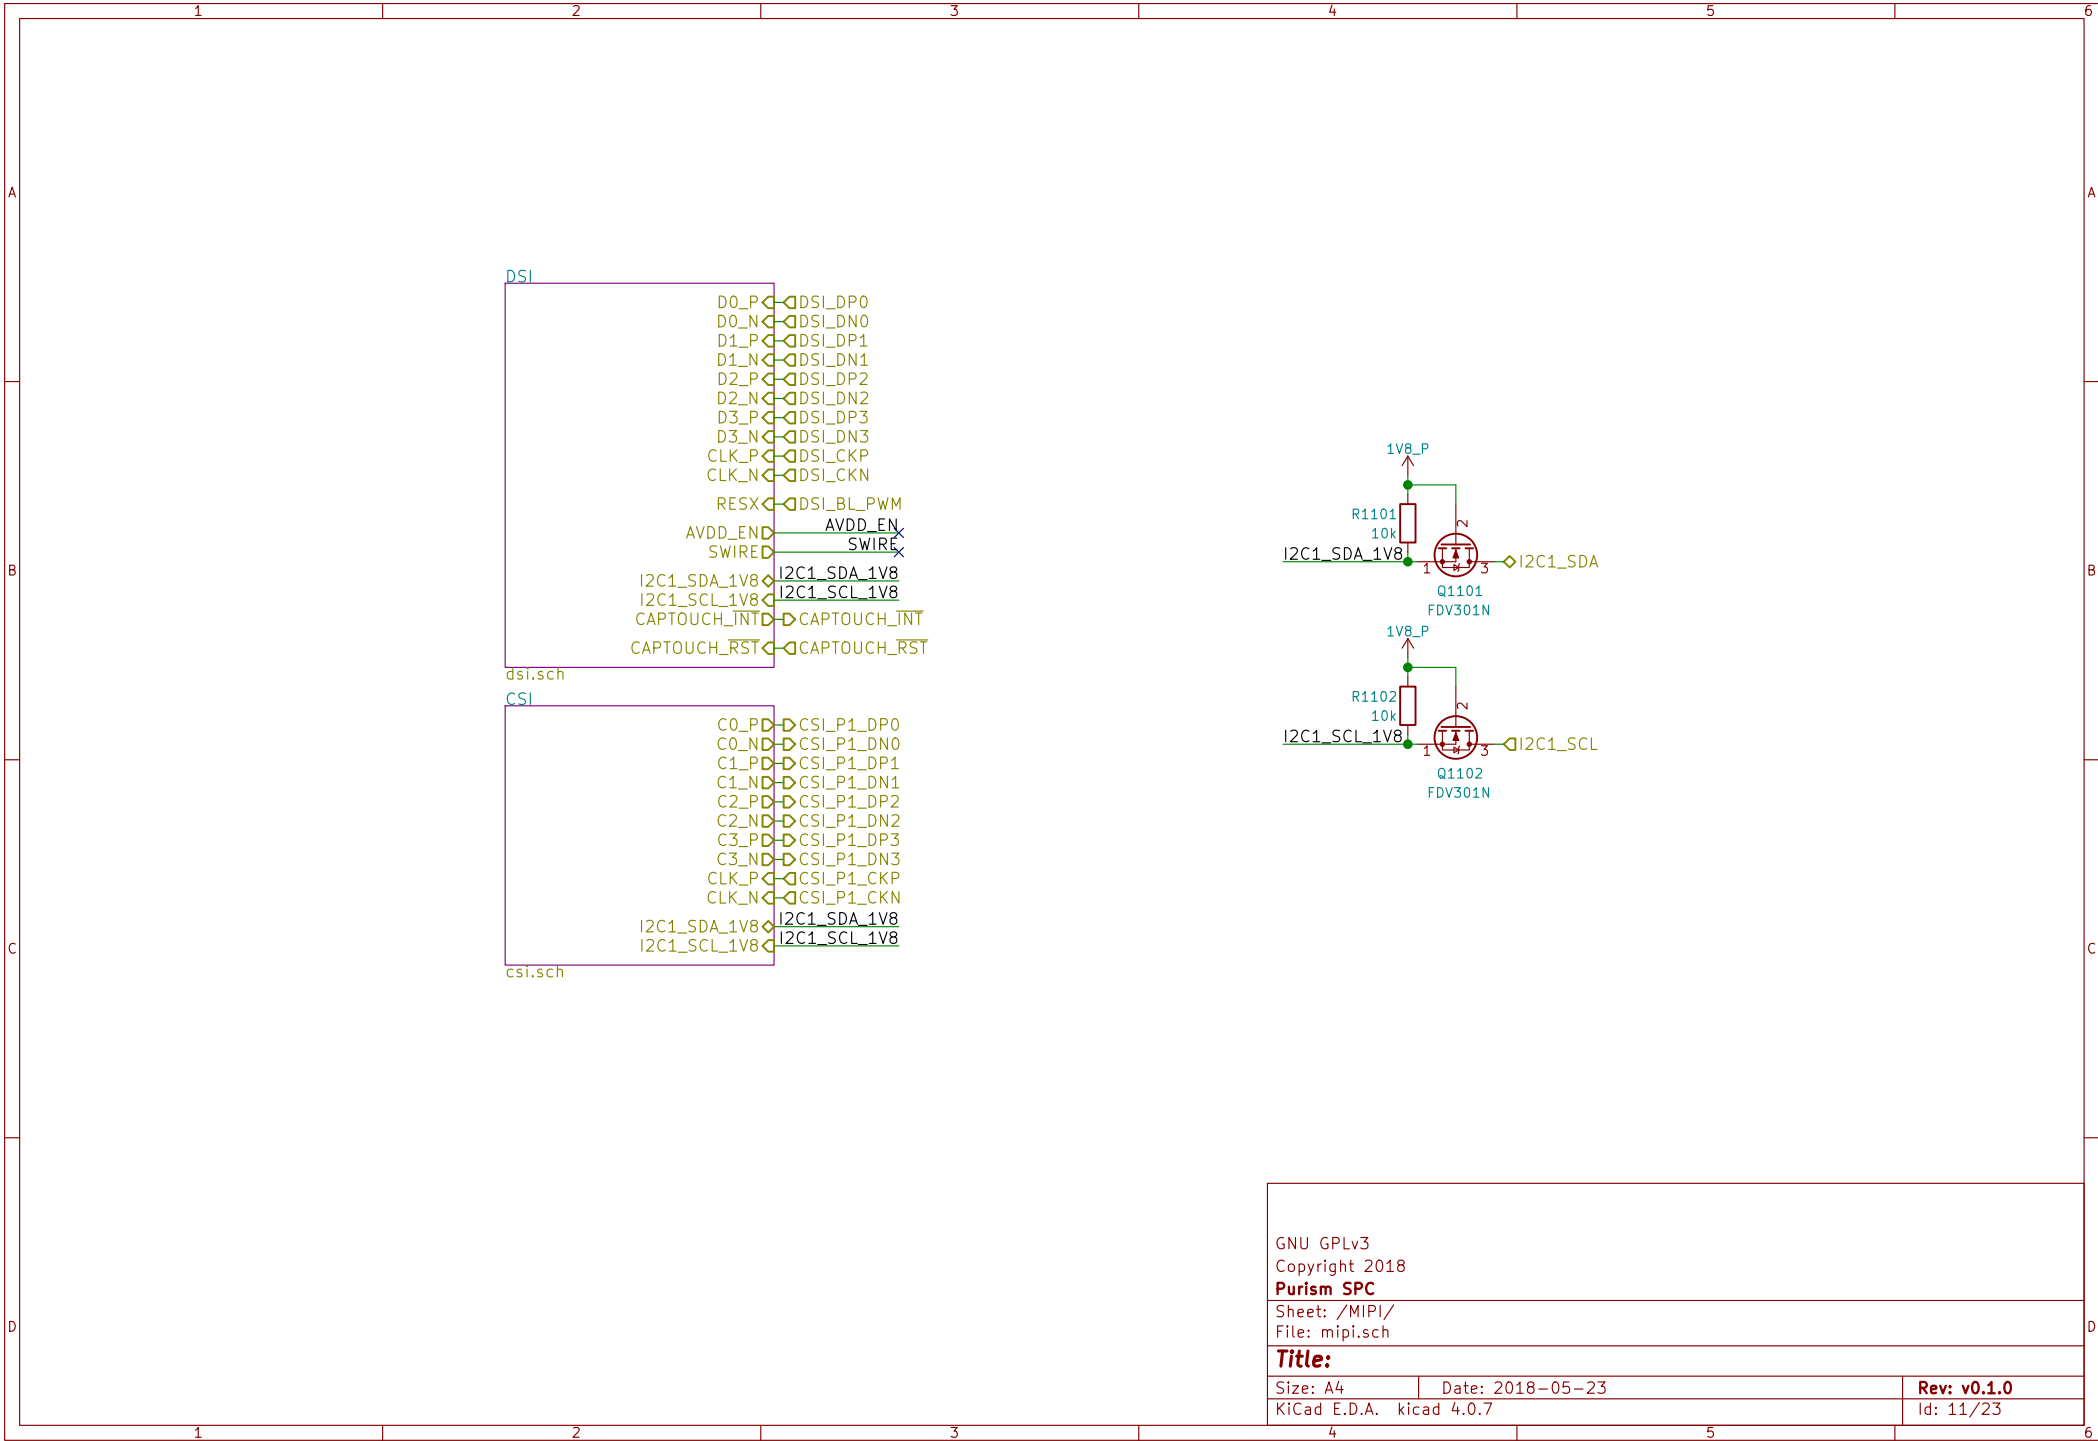 1 2 3 4 5 6
A A
B B
C C
D D
DSI
D0_P DSI_DP0
D0_N DSI_DN0
D1_P DSI_DP1
D1_N DSI_DN1
D2_P DSI_DP2
D2_N DSI_DN2
D3_P DSI_DP3
D3_N DSI_DN3
CLK_P DSI_CKP
CLK_N DSI_CKN
RESX DSI_BL_PWM
AVDD_EN AVDD_EN
SWIRE SWIRE
I2C1_SDA_1V8 I2C1_SDA_1V8
I2C1_SCL_1V8 I2C1_SCL_1V8
CAPTOUCH_INT CAPTOUCH_INT
CAPTOUCH_RST CAPTOUCH_RST
dsi.sch
CSI
C0_P CSI_P1_DP0
C0_N CSI_P1_DN0
C1_P CSI_P1_DP1
C1_N CSI_P1_DN1
C2_P CSI_P1_DP2
C2_N CSI_P1_DN2
C3_P CSI_P1_DP3
C3_N CSI_P1_DN3
CLK_P CSI_P1_CKP
CLK_N CSI_P1_CKN
I2C1_SDA_1V8 I2C1_SDA_1V8
I2C1_SCL_1V8 I2C1_SCL_1V8
csi.sch
1V8_P
R1101
10k
2
I2C1_SDA_1V8 1 3 I2C1_SDA
Q1101
FDV301N
1V8_P
R1102
10k
2
I2C1_SCL_1V8 1 3 I2C1_SCL
Q1102
FDV301N
GNU GPLv3
Copyright 2018
Purism SPC
Sheet: /MIPI/
File: mipi.sch
Title:
Size: A4 Date: 2018-05-23 Rev: v0.1.0
KiCad E.D.A. kicad 4.0.7 Id: 11/23
1 2 3 4 5 6